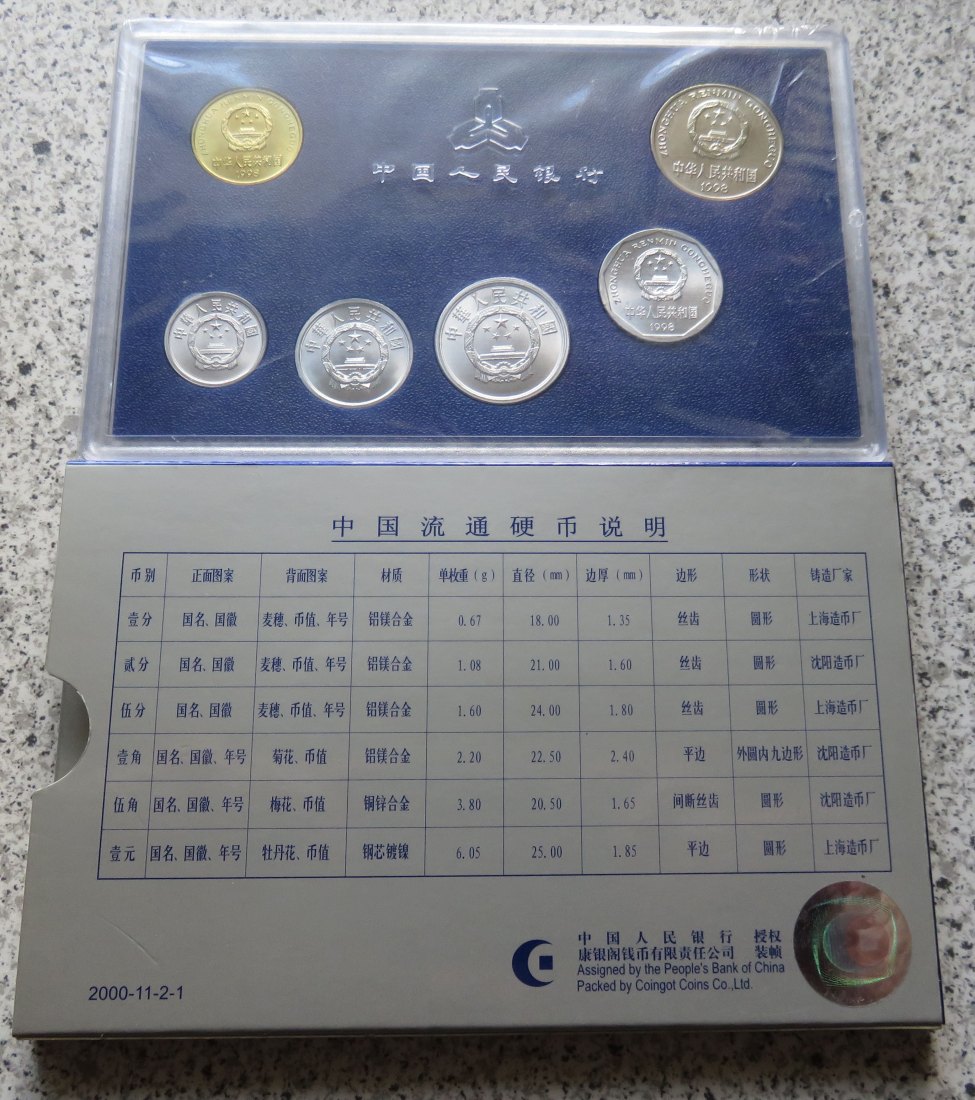 ZHONGHUA RENMIN GONGHEGUO
中华人民共和国
1998
中国人民银行
ZHONGHUA RENMIN GONGHEGUO
中华人民共和国
1998
中華人民共和国
中華人民共和国
中華人民共和国
ZHONGHUA RENMIN GONGHEGUO
中华人民共和国
1998
中国流通硬币说明
币别 正面图案 背面图案 材质 单枚重(g) 直径(mm) 边厚(mm) 边形 形状 铸造厂家
壹分 国名、国徽 麦穗、币值、年号 铝镁合金 0.67 18.00 1.35 丝齿 圆形 上海造币厂
贰分 国名、国徽 麦穗、币值、年号 铝镁合金 1.08 21.00 1.60 丝齿 圆形 沈阳造币厂
伍分 国名、国徽 麦穗、币值、年号 铝镁合金 1.60 24.00 1.80 丝齿 圆形 上海造币厂
壹角 国名、国徽、年号 菊花、币值 铝镁合金 2.20 22.50 2.40 平边 外圆内九边形 沈阳造币厂
伍角 国名、国徽、年号 梅花、币值 铜锌合金 3.80 20.50 1.65 间断丝齿 圆形 沈阳造币厂
壹元 国名、国徽、年号 牡丹花、币值 钢芯镀镍 6.05 25.00 1.85 平边 圆形 上海造币厂
中国人民银行 授权
康银阁钱币有限责任公司 装帧
Assigned by the People's Bank of China
Packed by Coingot Coins Co.,Ltd.
2000-11-2-1